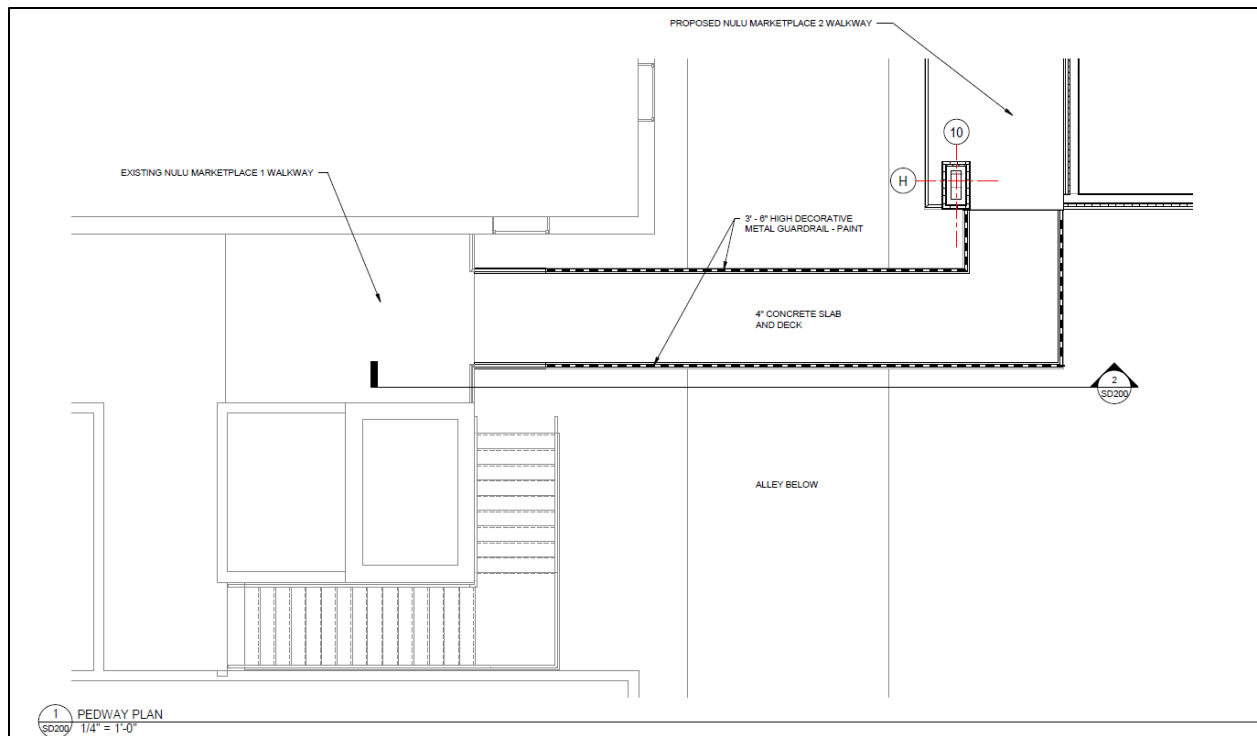 PROPOSED NULU MARKETPLACE 2 WALKWAY
10
EXISTING NULU MARKETPLACE 1 WALKWAY
H
3' - 6" HIGH DECORATIVE
METAL GUARDRAIL - PAINT
4" CONCRETE SLAB
AND DECK
2
SD200
ALLEY BELOW
1
SD200
PEDWAY PLAN
1/4" = 1'-0"